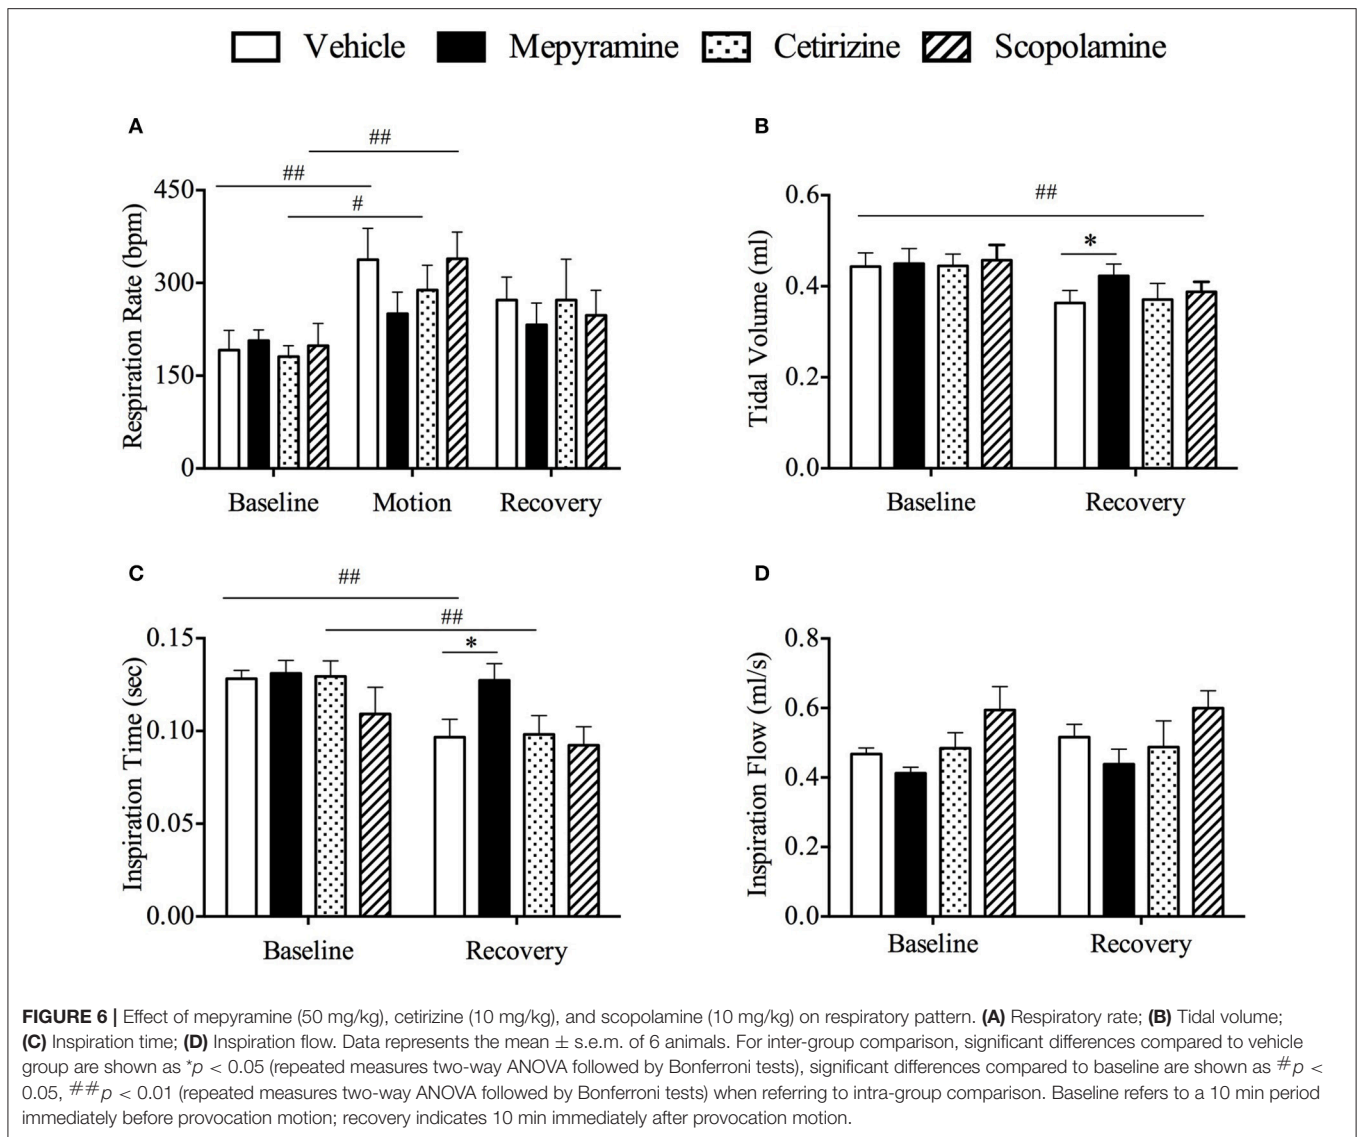 Vehicle Mepyramine Cetirizine Scopolamine
A
##
##
#
450
300
150
0
Respiration Rate (bpm)
Baseline Motion Recovery
B
##
*
0.6
0.4
0.2
0.0
Tidal Volume (ml)
Baseline Recovery
C
##
##
*
0.15
0.10
0.05
0.00
Inspiration Time (sec)
Baseline Recovery
D
0.8
0.6
0.4
0.2
0.0
Inspiration Flow (ml/s)
Baseline Recovery
FIGURE 6 | Effect of mepyramine (50 mg/kg), cetirizine (10 mg/kg), and scopolamine (10 mg/kg) on respiratory pattern. (A) Respiratory rate; (B) Tidal volume;
(C) Inspiration time; (D) Inspiration flow. Data represents the mean ± s.e.m. of 6 animals. For inter-group comparison, significant differences compared to vehicle
group are shown as *p < 0.05 (repeated measures two-way ANOVA followed by Bonferroni tests), significant differences compared to baseline are shown as #p <
0.05, ##p < 0.01 (repeated measures two-way ANOVA followed by Bonferroni tests) when referring to intra-group comparison. Baseline refers to a 10 min period
immediately before provocation motion; recovery indicates 10 min immediately after provocation motion.